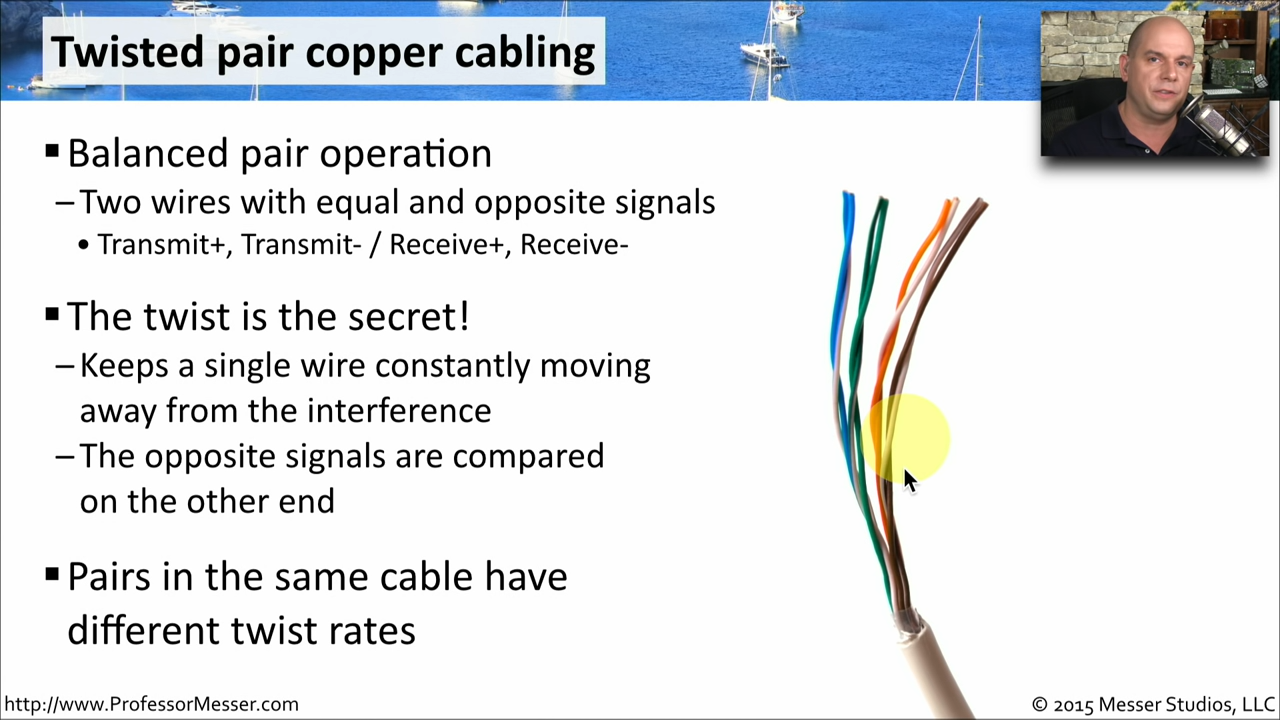 Twisted pair copper cabling
▪ Balanced pair operation
– Two wires with equal and opposite signals
• Transmit+, Transmit- / Receive+, Receive-
▪ The twist is the secret!
– Keeps a single wire constantly moving
away from the interference
– The opposite signals are compared
on the other end
▪ Pairs in the same cable have
different twist rates
http://www.ProfessorMesser.com
© 2015 Messer Studios, LLC